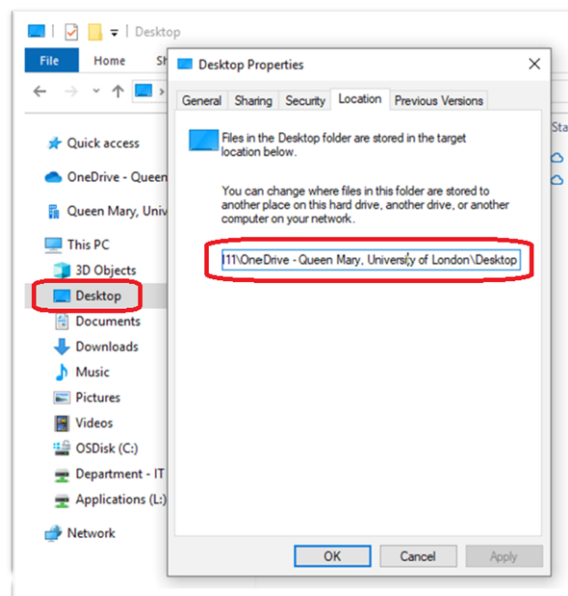 Desktop
File
Home
Sh
Quick access
OneDrive - Queen
Queen Mary, Univ
This PC
3D Objects
Desktop
Documents
Downloads
Music
Pictures
Videos
OSDisk (C:)
Department - IT
Applications (L:)
Network
Desktop Properties
General Sharing Security Location Previous Versions
Files in the Desktop folder are stored in the target
location below.
You can change where files in this folder are stored to
another place on this hard drive, another drive, or another
computer on your network.
111\OneDrive - Queen Mary, University of London\Desktop
OK Cancel Apply
Sta